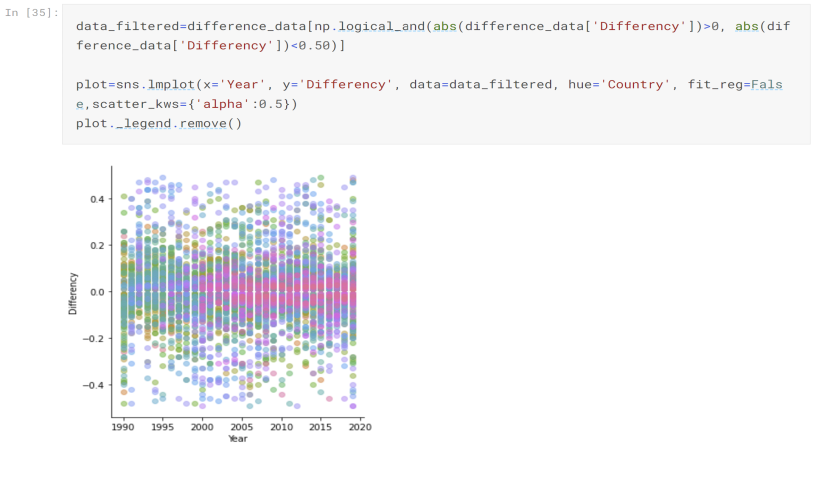 In [35]:
data_filtered=difference_data[np.logical_and(abs(difference_data['Differency'])>0, abs(dif
ference_data['Differency'])<0.50)]
plot=sns.lmplot(x='Year', y='Differency', data=data_filtered, hue='Country', fit_reg=Fals
e,scatter_kws={'alpha':0.5})
plot._legend.remove()
0.4
0.2
0.0
−0.2
−0.4
Differency
1990 1995 2000 2005 2010 2015 2020
Year